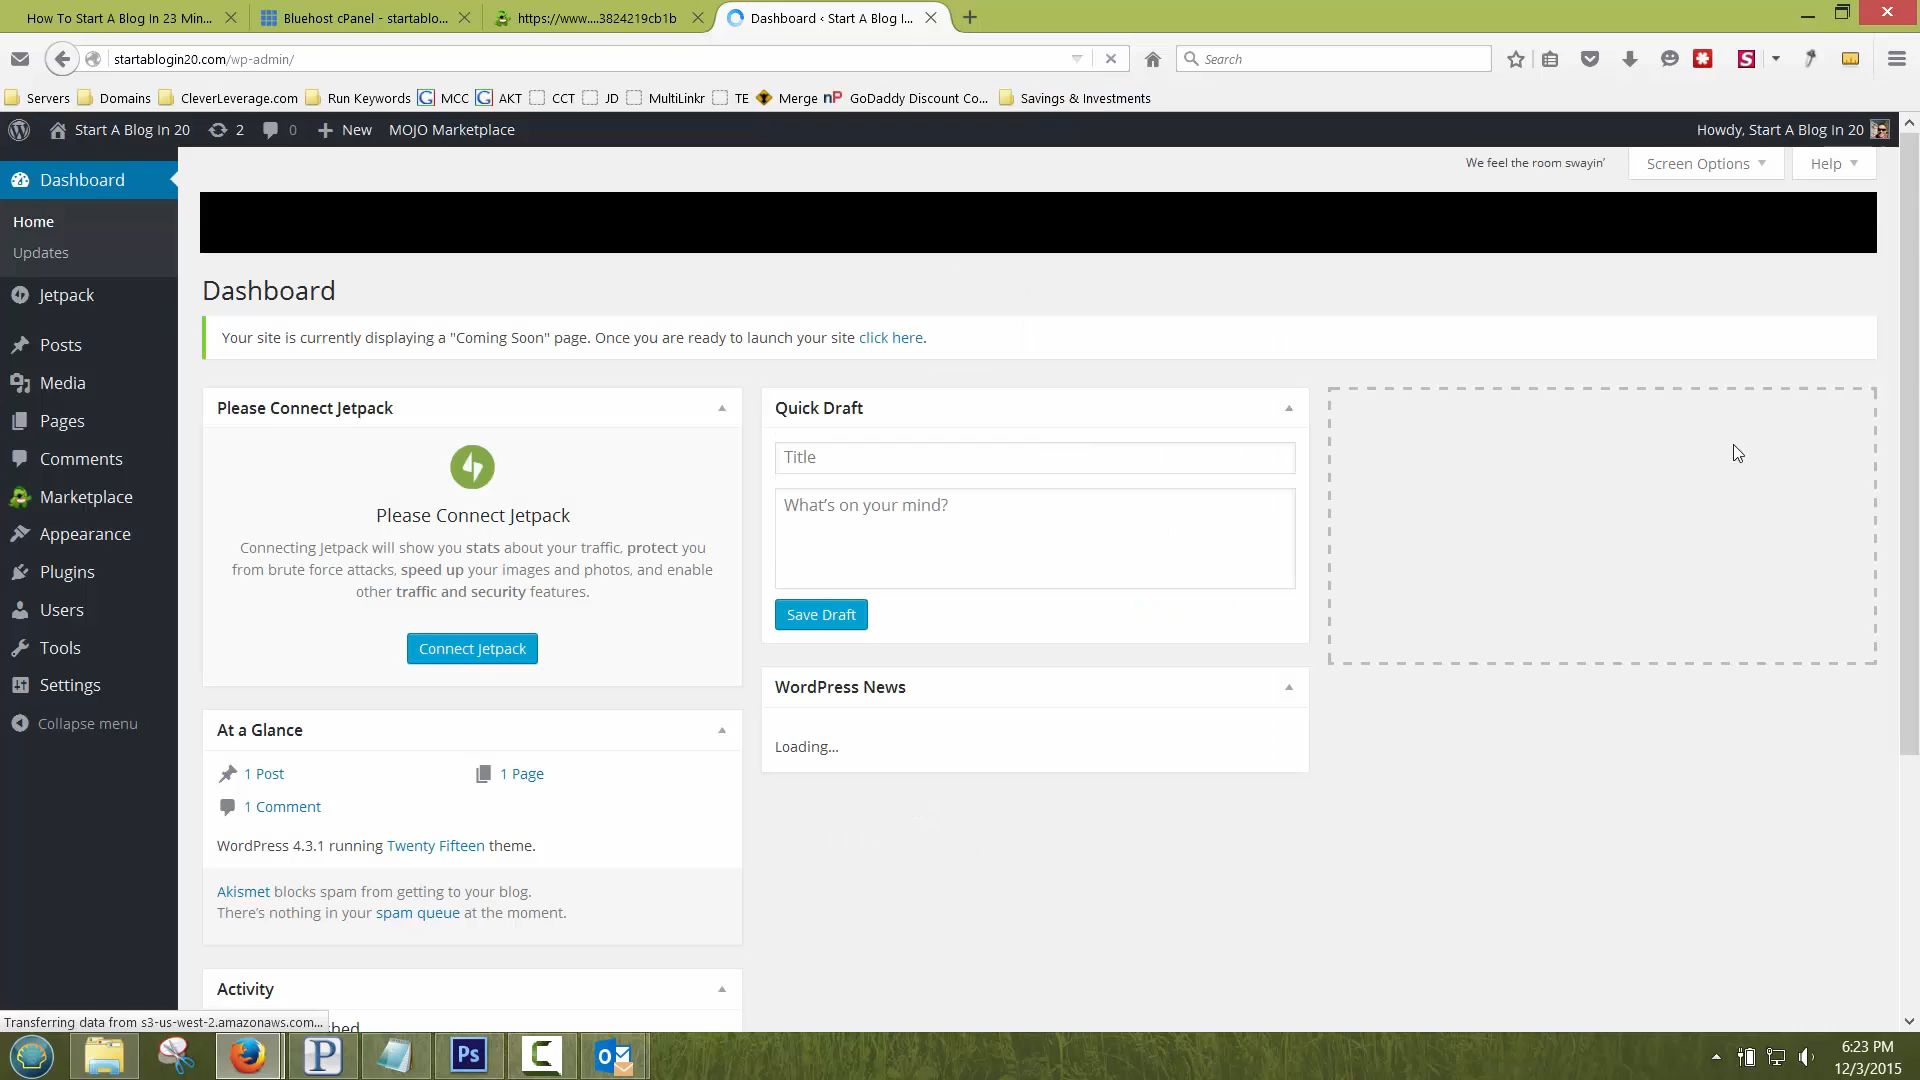 How To Start A Blog In 23 Min...
Bluehost cPanel - startablo...
https://www....3824219cb1b
Dashboard ‹ Start A Blog I...
startablogin20.com/wp-admin/
Search
Servers
Domains
CleverLeverage.com
Run Keywords
MCC
AKT
CCT
JD
MultiLinkr
TE
Merge
GoDaddy Discount Co...
Savings & Investments
Start A Blog In 20
2
0
New
MOJO Marketplace
Howdy, Start A Blog In 20
Dashboard
Home
Updates
Jetpack
Posts
Media
Pages
Comments
Marketplace
Appearance
Plugins
Users
Tools
Settings
Collapse menu
We feel the room swayin’
Screen Options
Help
Dashboard
Your site is currently displaying a "Coming Soon" page. Once you are ready to launch your site click here.
Please Connect Jetpack
Please Connect Jetpack
Connecting Jetpack will show you stats about your traffic, protect you
from brute force attacks, speed up your images and photos, and enable
other traffic and security features.
Connect Jetpack
At a Glance
1 Post
1 Page
1 Comment
WordPress 4.3.1 running Twenty Fifteen theme.
Akismet blocks spam from getting to your blog.
There’s nothing in your spam queue at the moment.
Activity
Quick Draft
Title
What’s on your mind?
Save Draft
WordPress News
Loading...
Transferring data from s3-us-west-2.amazonaws.com...
6:23 PM
12/3/2015